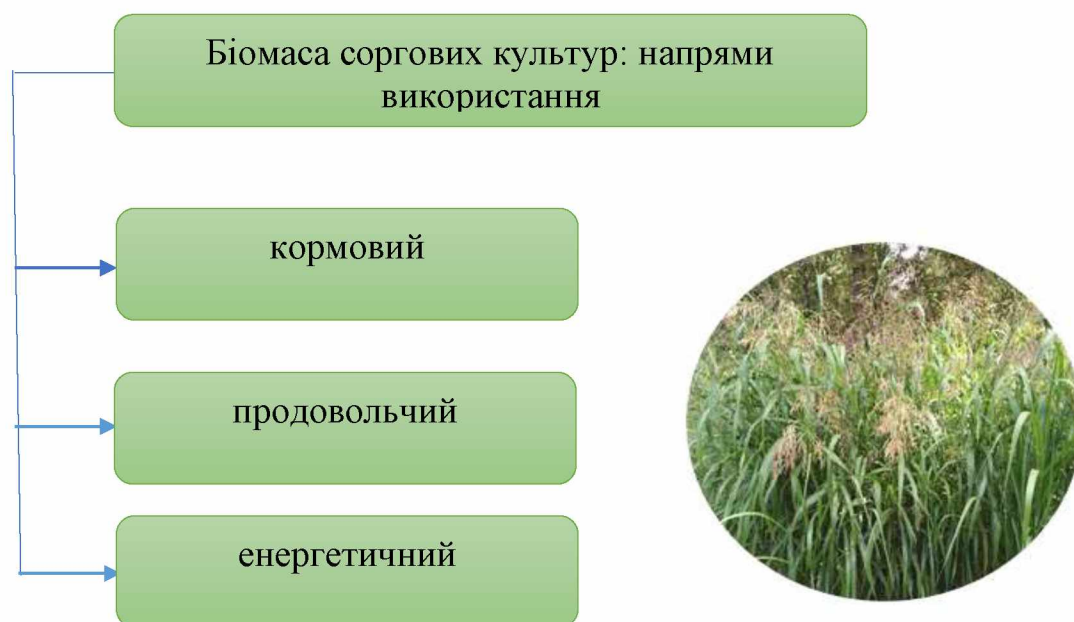 Біомаса соргових культур: напрями
використання
кормовий
продовольчий
енергетичний